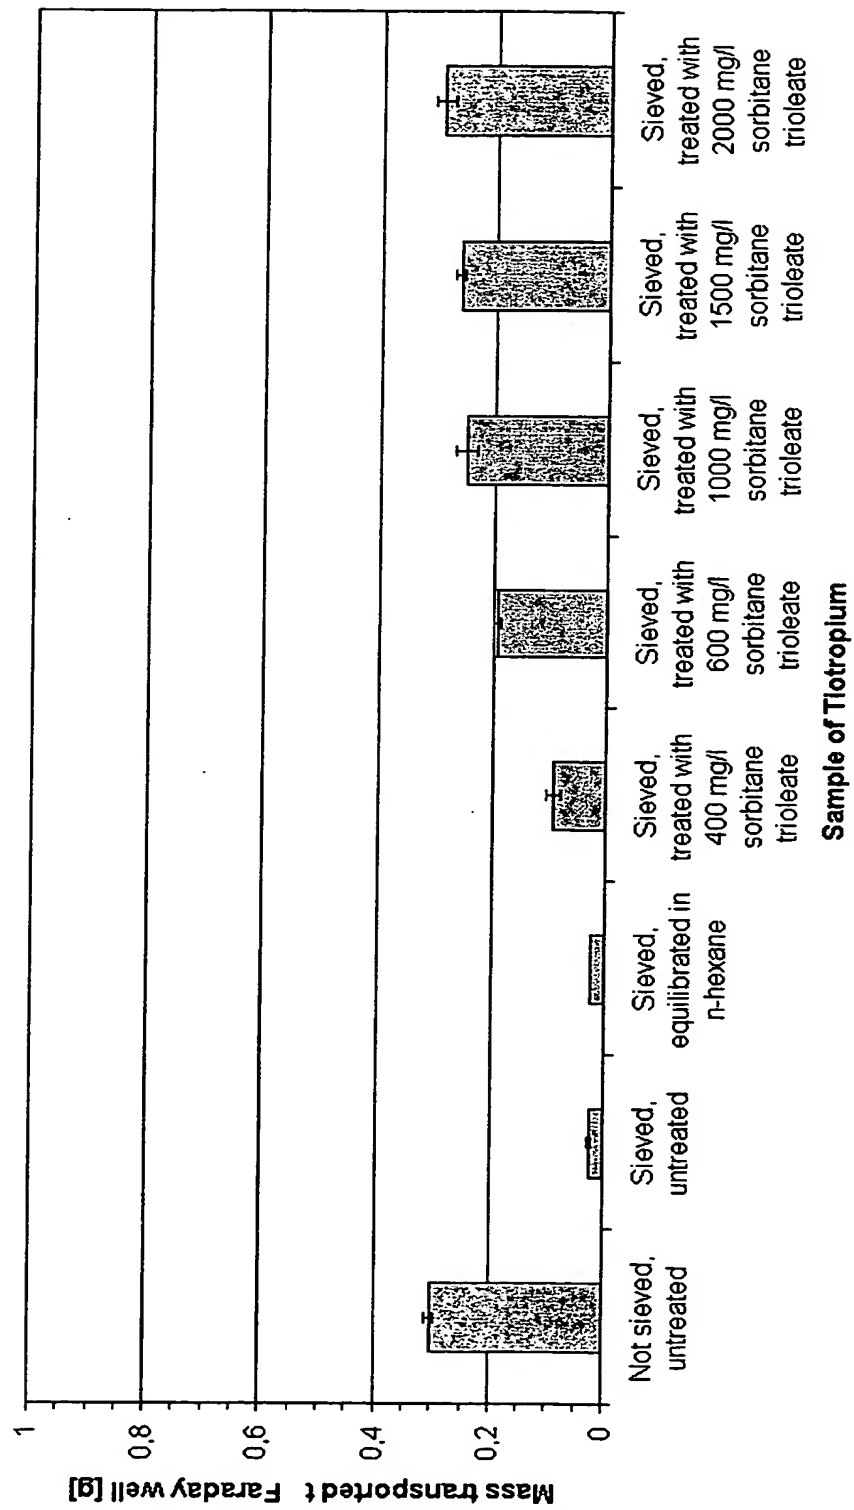 Mass transported t Faraday well [g]
1
0,8
0,6
0,4
0,2
0
Not sieved,
untreated
Sieved,
untreated
Sieved,
equilibrated in
n-hexane
Sieved,
treated with
400 mg/l
sorbitane
trioleate
Sieved,
treated with
600 mg/l
sorbitane
trioleate
Sieved,
treated with
1000 mg/l
sorbitane
trioleate
Sieved,
treated with
1500 mg/l
sorbitane
trioleate
Sieved,
treated with
2000 mg/l
sorbitane
trioleate
Sample of Tiotropium